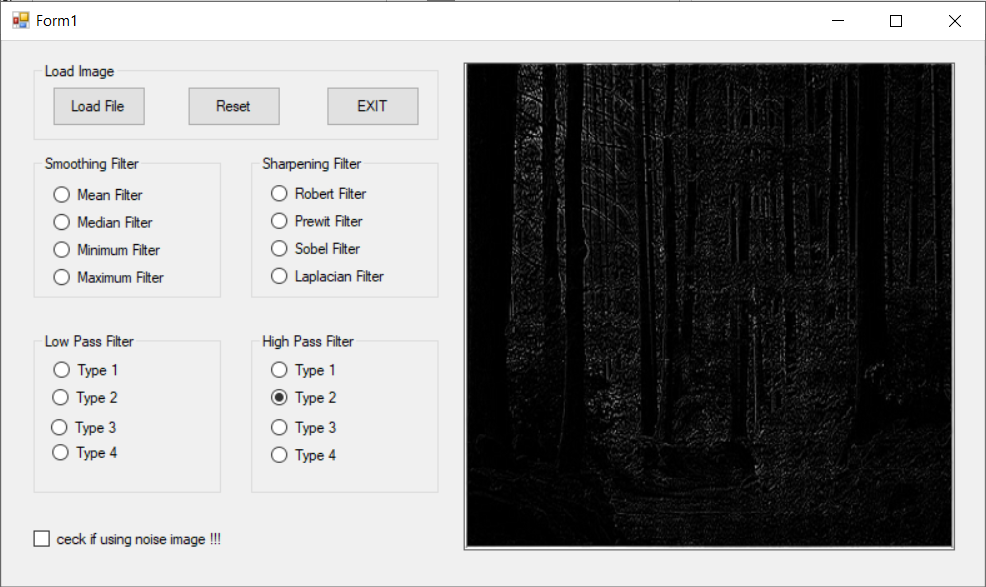 Form1
Load Image
Load File
Reset
EXIT
Smoothing Filter
Mean Filter
Median Filter
Minimum Filter
Maximum Filter
Sharpening Filter
Robert Filter
Prewit Filter
Sobel Filter
Laplacian Filter
Low Pass Filter
Type 1
Type 2
Type 3
Type 4
High Pass Filter
Type 1
Type 2
Type 3
Type 4
ceck if using noise image !!!